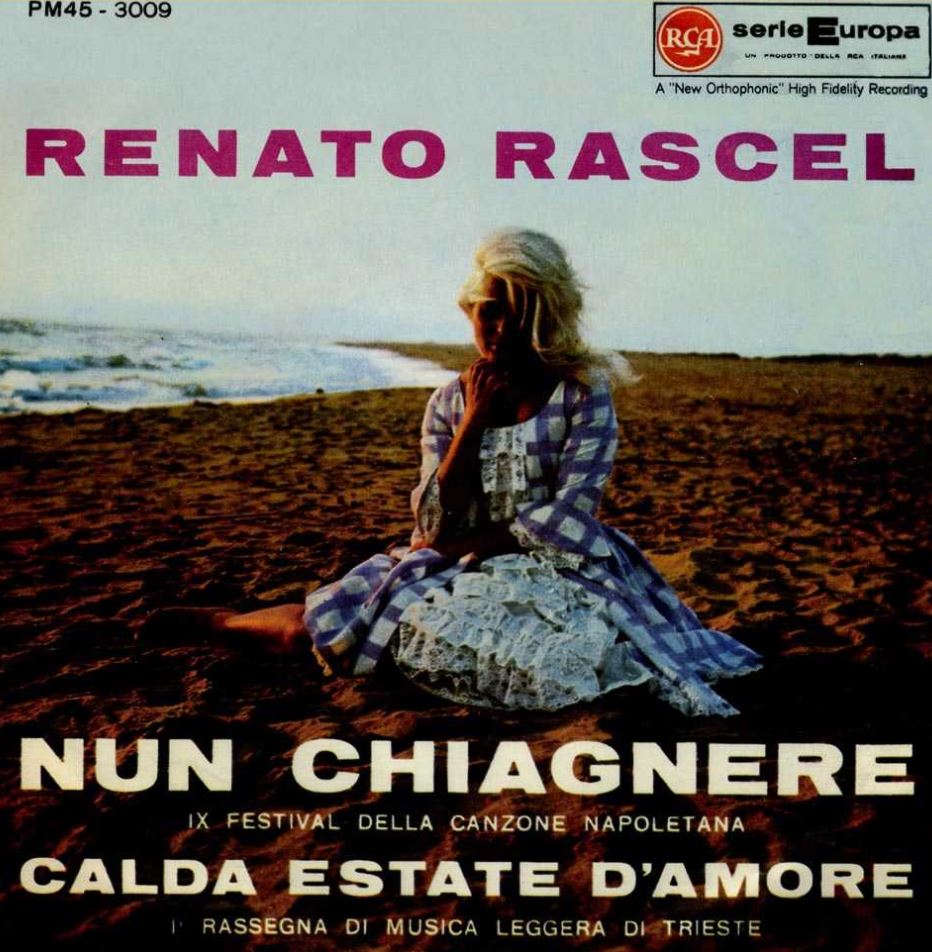 PM45 - 3009
RCA serie Europa
UN PRODOTTO DELLA RCA ITALIANA
A "New Orthophonic" High Fidelity Recording
RENATO RASCEL
NUN CHIAGNERE
IX FESTIVAL DELLA CANZONE NAPOLETANA
CALDA ESTATE D'AMORE
Iª RASSEGNA DI MUSICA LEGGERA DI TRIESTE